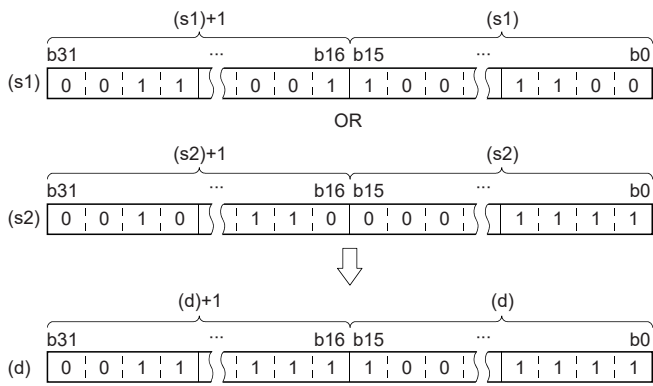 (s1)+1 (s1)
b31 ... b16 b15 ... b0
(s1) 0 0 1 1 0 0 1 1 0 0 1 1 0 0
OR
(s2)+1 (s2)
b31 ... b16 b15 ... b0
(s2) 0 0 1 0 1 1 0 0 0 0 1 1 1 1
(d)+1 (d)
b31 ... b16 b15 ... b0
(d) 0 0 1 1 1 1 1 1 0 0 1 1 1 1